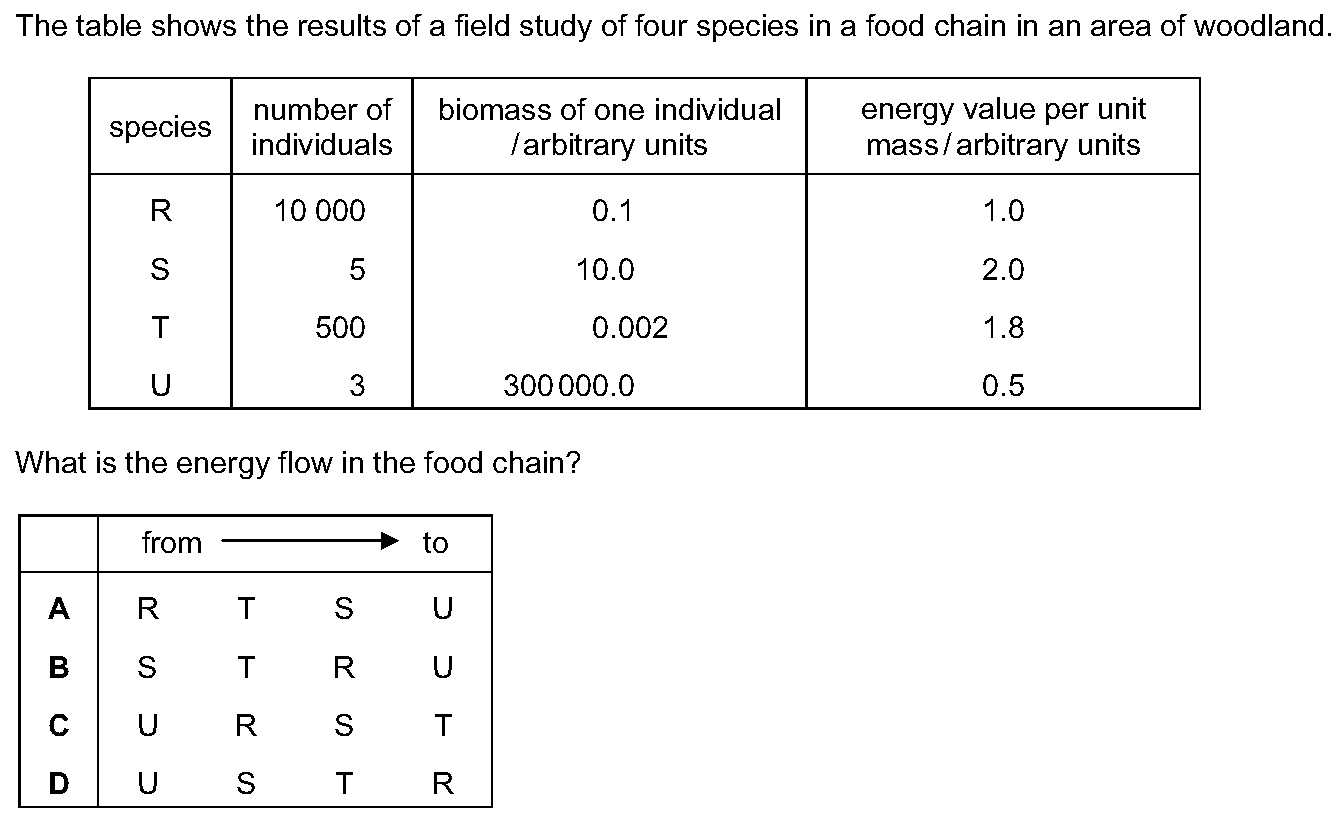 The table shows the results of a field study of four species in a food chain in an area of woodland.
species number of individuals biomass of one individual / arbitrary units energy value per unit mass / arbitrary units
R 10 000 0.1 1.0
S 5 10.0 2.0
T 500 0.002 1.8
U 3 300 000.0 0.5
What is the energy flow in the food chain?
from to
A R T S U
B S T R U
C U R S T
D U S T R